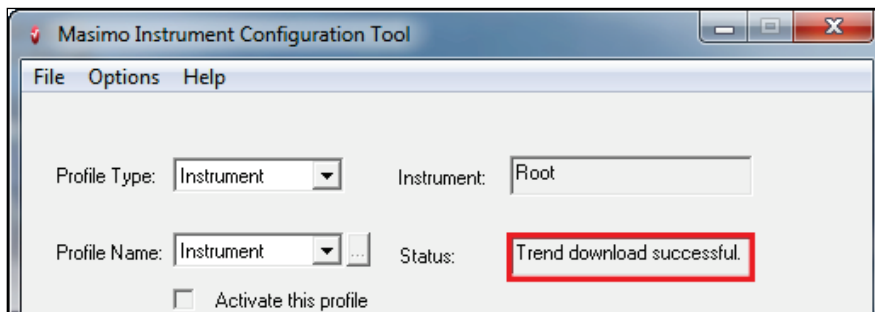 Masimo Instrument Configuration Tool
File Options Help
Profile Type: Instrument Instrument: Root
Profile Name: Instrument ... Status: Trend download successful.
Activate this profile